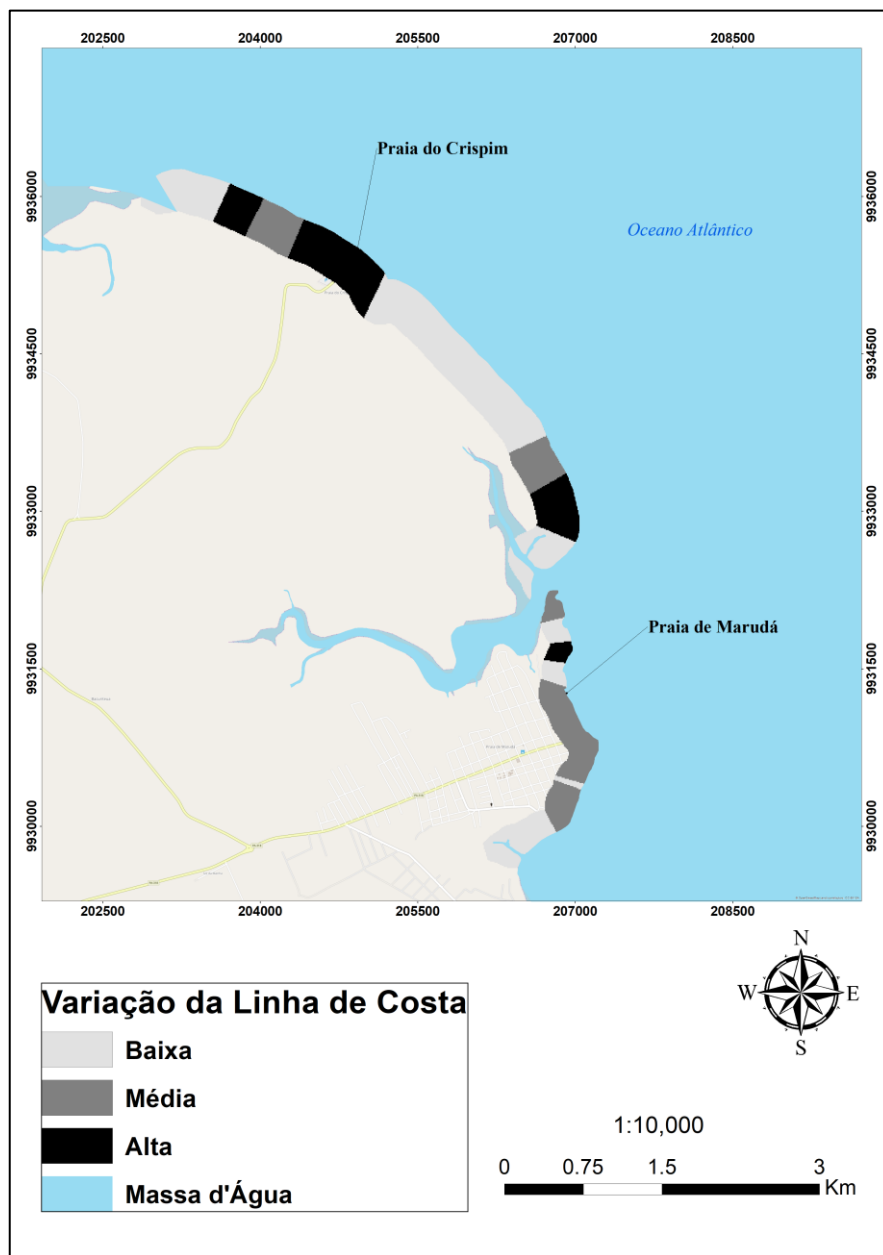 202500 204000 205500 207000 208500
Praia do Crispim
9936000 9936000
Oceano Atlântico
9934500 9934500
9933000 9933000
Praia de Marudá
9931500 9931500
9930000 9930000
202500 204000 205500 207000 208500
N
W E
S
Variação da Linha de Costa
Baixa
Média
Alta
Massa d'Água
1:10,000
0 0.75 1.5 3
Km